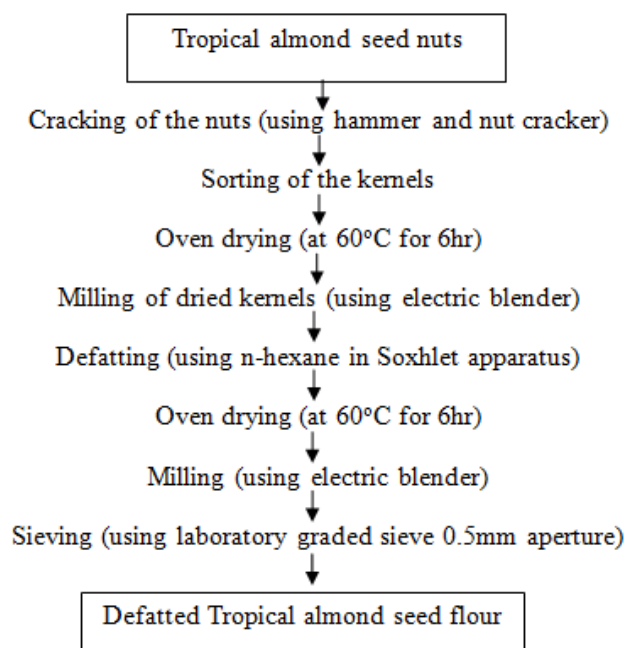 Tropical almond seed nuts
Cracking of the nuts (using hammer and nut cracker)
Sorting of the kernels
Oven drying (at 60°C for 6hr)
Milling of dried kernels (using electric blender)
Defatting (using n-hexane in Soxhlet apparatus)
Oven drying (at 60°C for 6hr)
Milling (using electric blender)
Sieving (using laboratory graded sieve 0.5mm aperture)
Defatted Tropical almond seed flour